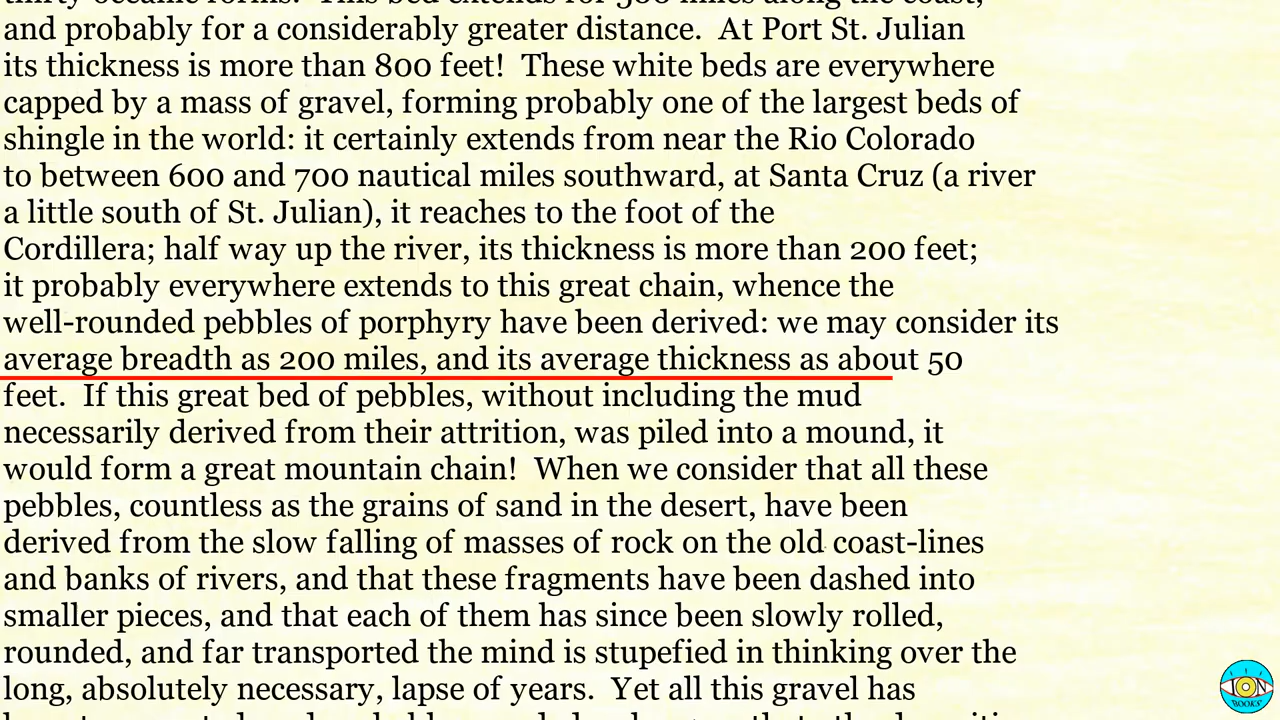 and probably for a considerably greater distance.  At Port St. Julian
its thickness is more than 800 feet!  These white beds are everywhere
capped by a mass of gravel, forming probably one of the largest beds of
shingle in the world: it certainly extends from near the Rio Colorado
to between 600 and 700 nautical miles southward, at Santa Cruz (a river
a little south of St. Julian), it reaches to the foot of the
Cordillera; half way up the river, its thickness is more than 200 feet;
it probably everywhere extends to this great chain, whence the
well-rounded pebbles of porphyry have been derived: we may consider its
average breadth as 200 miles, and its average thickness as about 50
feet.  If this great bed of pebbles, without including the mud
necessarily derived from their attrition, was piled into a mound, it
would form a great mountain chain!  When we consider that all these
pebbles, countless as the grains of sand in the desert, have been
derived from the slow falling of masses of rock on the old coast-lines
and banks of rivers, and that these fragments have been dashed into
smaller pieces, and that each of them has since been slowly rolled,
rounded, and far transported the mind is stupefied in thinking over the
long, absolutely necessary, lapse of years.  Yet all this gravel has
ION
BOOKS